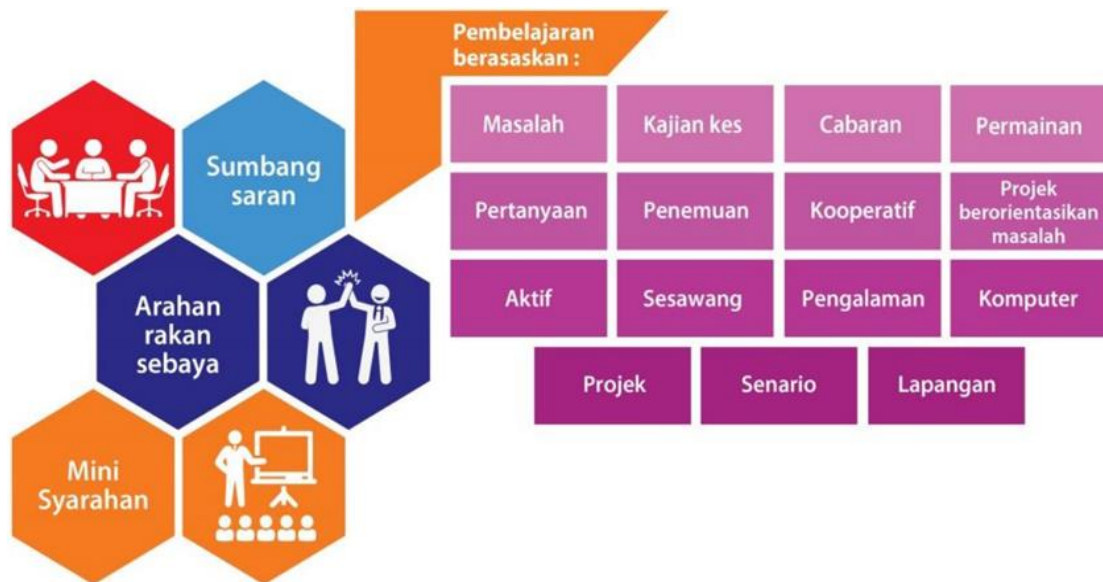 Pembelajaran
berasaskan :
Masalah
Kajian kes
Cabaran
Permainan
Pertanyaan
Penemuan
Kooperatif
Projek
berorientasikan
masalah
Aktif
Sesawang
Pengalaman
Komputer
Projek
Senario
Lapangan
Sumbang
saran
Arahan
rakan
sebaya
Mini
Syarahan